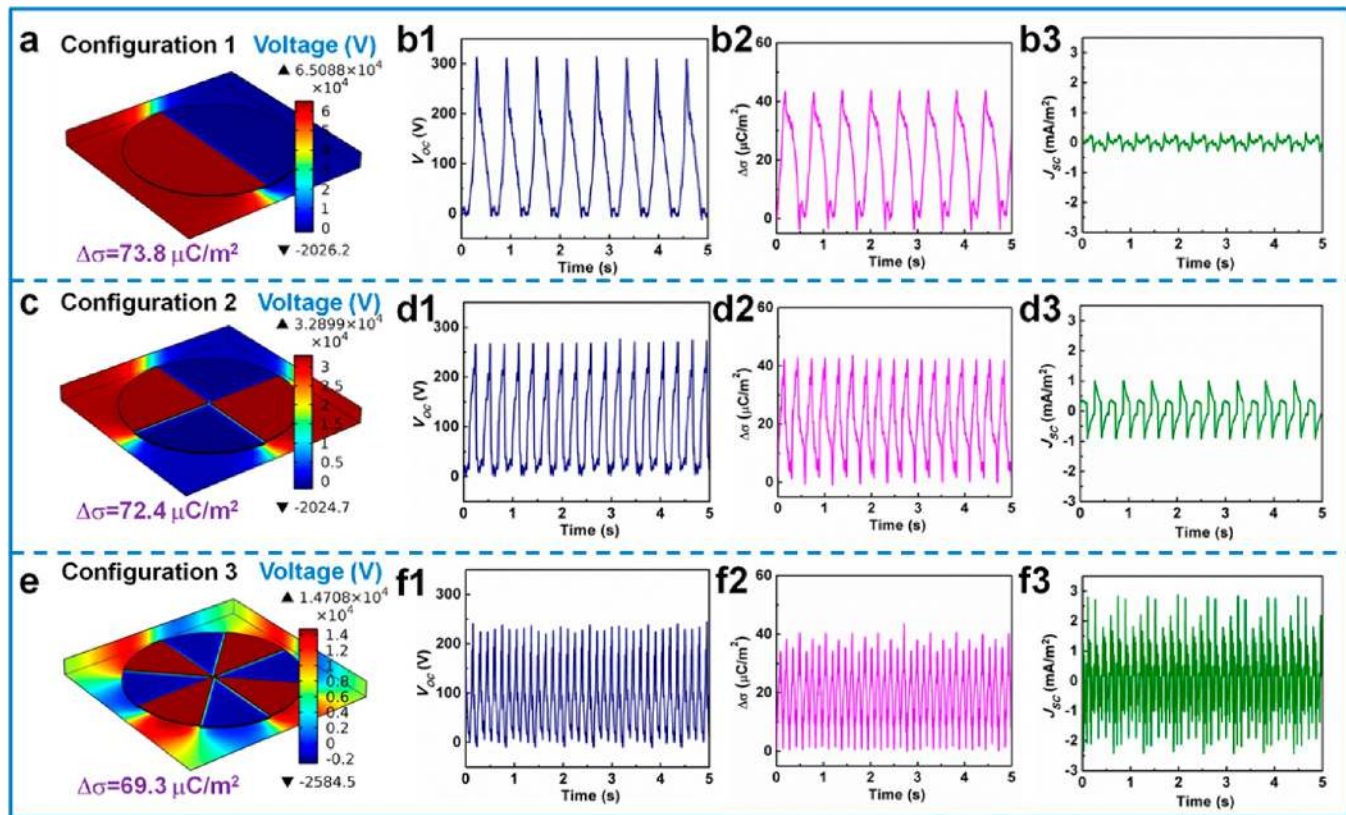 a Configuration 1 Voltage (V)
▲ 6.5088×10⁴
×10⁴
6
5
4
3
2
1
0
▼ -2026.2
Δσ=73.8 μC/m²
b1
V_OC (V)
300
200
100
0
0 1 2 3 4 5
Time (s)
b2
Δσ (μC/m²)
60
40
20
0
0 1 2 3 4 5
Time (s)
b3
J_SC (mA/m²)
3
2
1
0
-1
-2
-3
0 1 2 3 4 5
Time (s)
c Configuration 2 Voltage (V)
▲ 3.2899×10⁴
×10⁴
3
2.5
2
1.5
1
0.5
0
▼ -2024.7
Δσ=72.4 μC/m²
d1
V_OC (V)
300
200
100
0
0 1 2 3 4 5
Time (s)
d2
Δσ (μC/m²)
60
40
20
0
0 1 2 3 4 5
Time (s)
d3
J_SC (mA/m²)
3
2
1
0
-1
-2
-3
0 1 2 3 4 5
Time (s)
e Configuration 3 Voltage (V)
▲ 1.4708×10⁴
×10⁴
1.4
1.2
1
0.8
0.6
0.4
0.2
0
-0.2
▼ -2584.5
Δσ=69.3 μC/m²
f1
V_OC (V)
300
200
100
0
0 1 2 3 4 5
Time (s)
f2
Δσ (μC/m²)
60
40
20
0
0 1 2 3 4 5
Time (s)
f3
J_SC (mA/m²)
3
2
1
0
-1
-2
-3
0 1 2 3 4 5
Time (s)